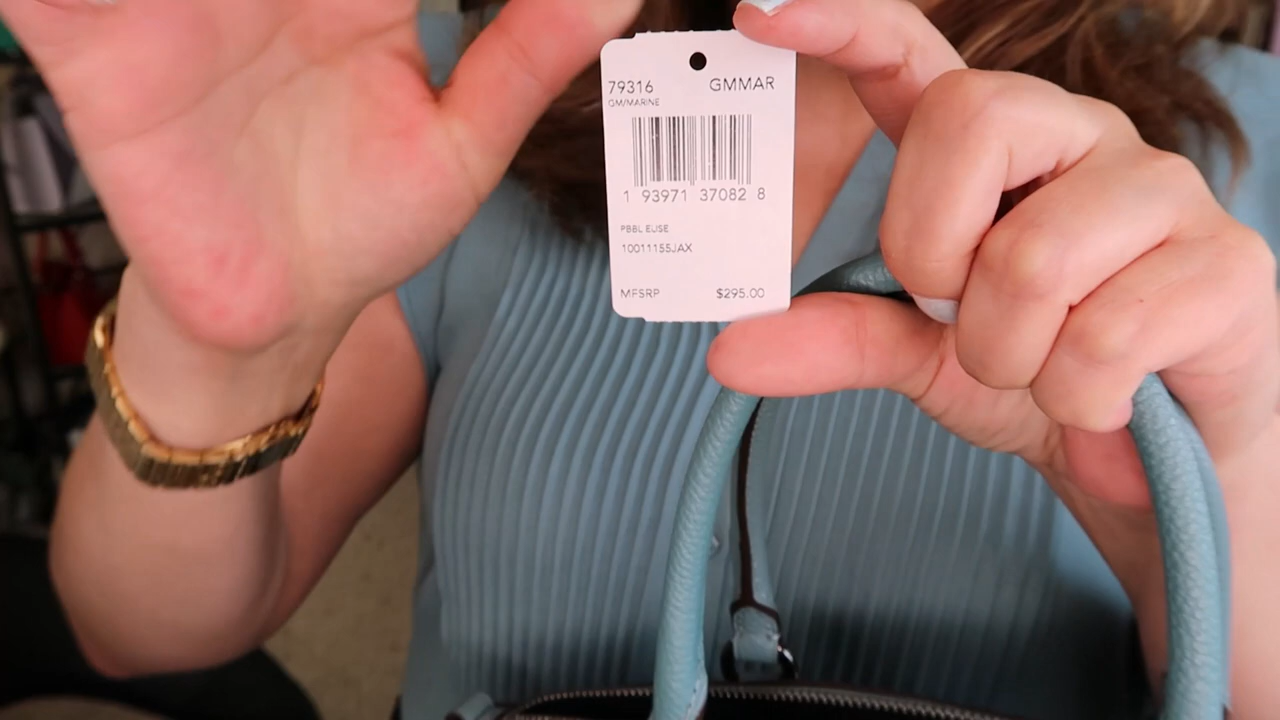 79316 GMMAR
GM/MARINE
1 93971 37082 8
PBBL ELISE
10011155JAX
MFSRP $295.00